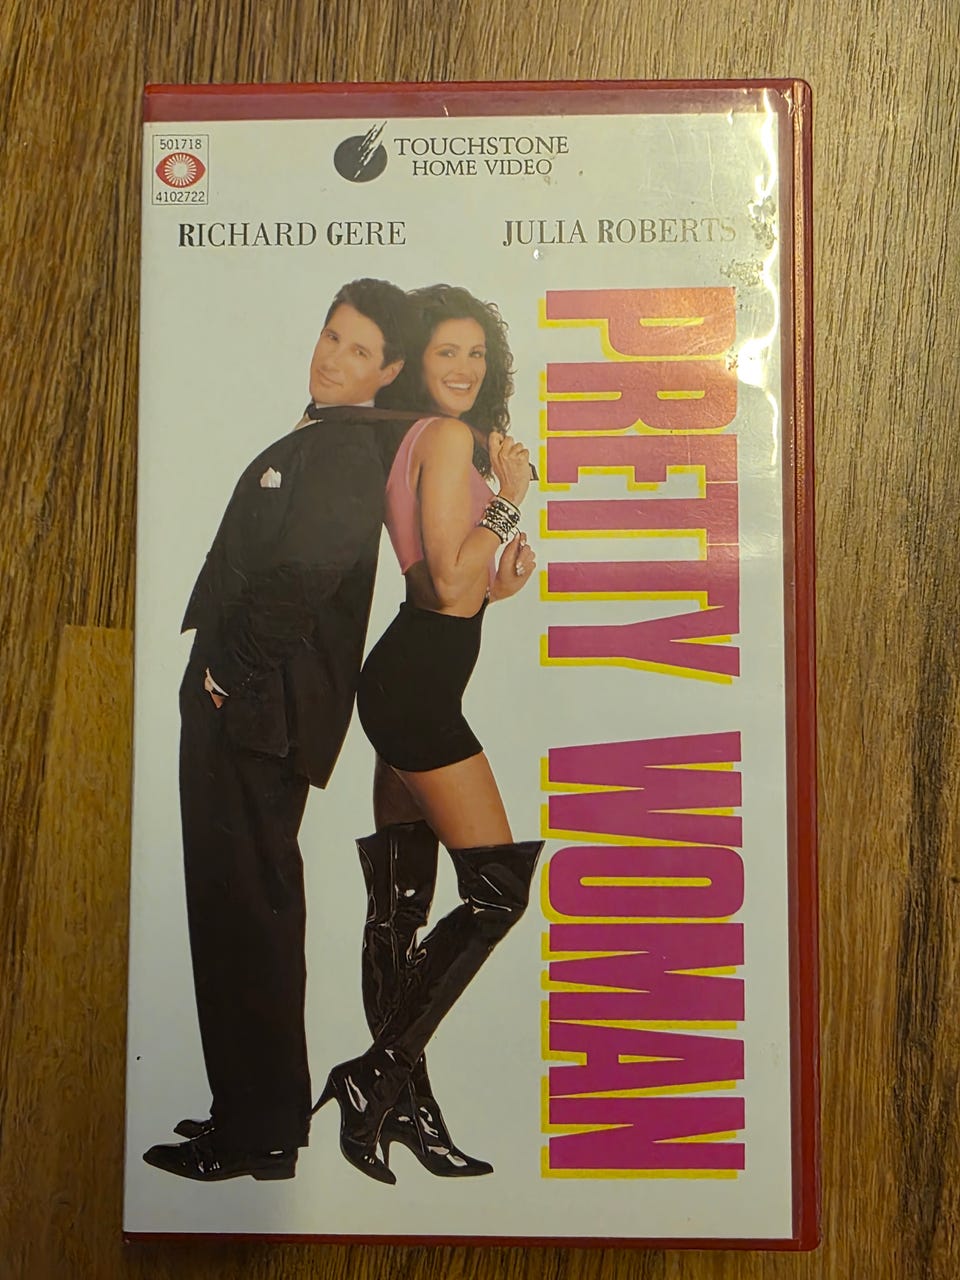 501718
4102722
TOUCHSTONE
HOME VIDEO
RICHARD GERE
JULIA ROBERTS
PRETTY WOMAN